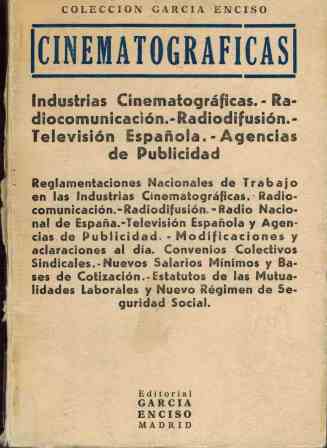 COLECCION GARCIA ENCISO
CINEMATOGRAFICAS
Industrias Cinematográficas.-Ra-
diocomunicación.-Radiodifusión.-
Televisión Española.-Agencias
de Publicidad
Reglamentaciones Nacionales de Trabajo
en las Industrias Cinematográficas. Radio-
comunicación.-Radiodifusión.-Radio Nacio-
nal de España.-Televisión Española y Agen-
cias de Publicidad.-Modificaciones y
aclaraciones al día. Convenios Colectivos
Sindicales.-Nuevos Salarios Mínimos y Ba-
ses de Cotización.-Estatutos de las Mutua-
lidades Laborales y Nuevo Régimen de Se-
guridad Social.
Editorial
GARCIA
ENCISO
MADRID